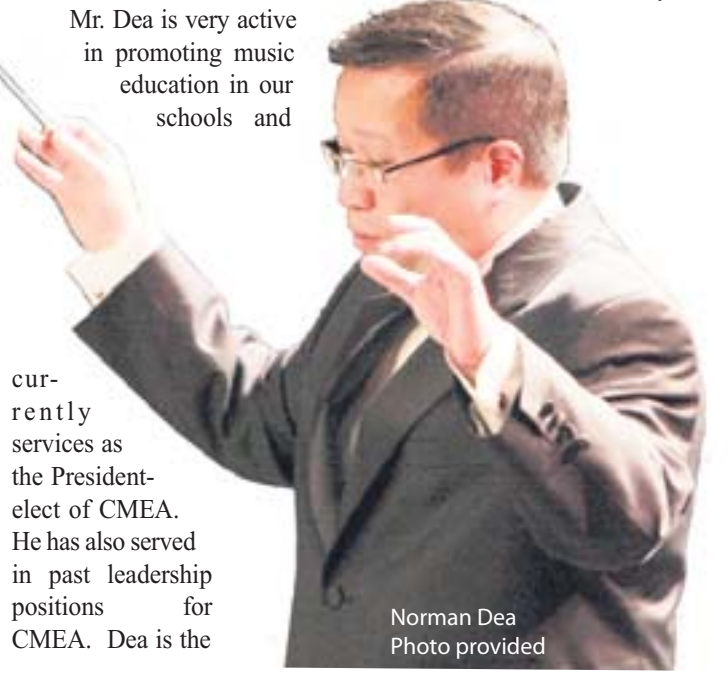 Mr. Dea is very active
in promoting music
education in our
schools and
cur-
rently
services as
the President-
elect of CMEA.
He has also served
in past leadership
positions for
CMEA. Dea is the
Norman Dea
Photo provided